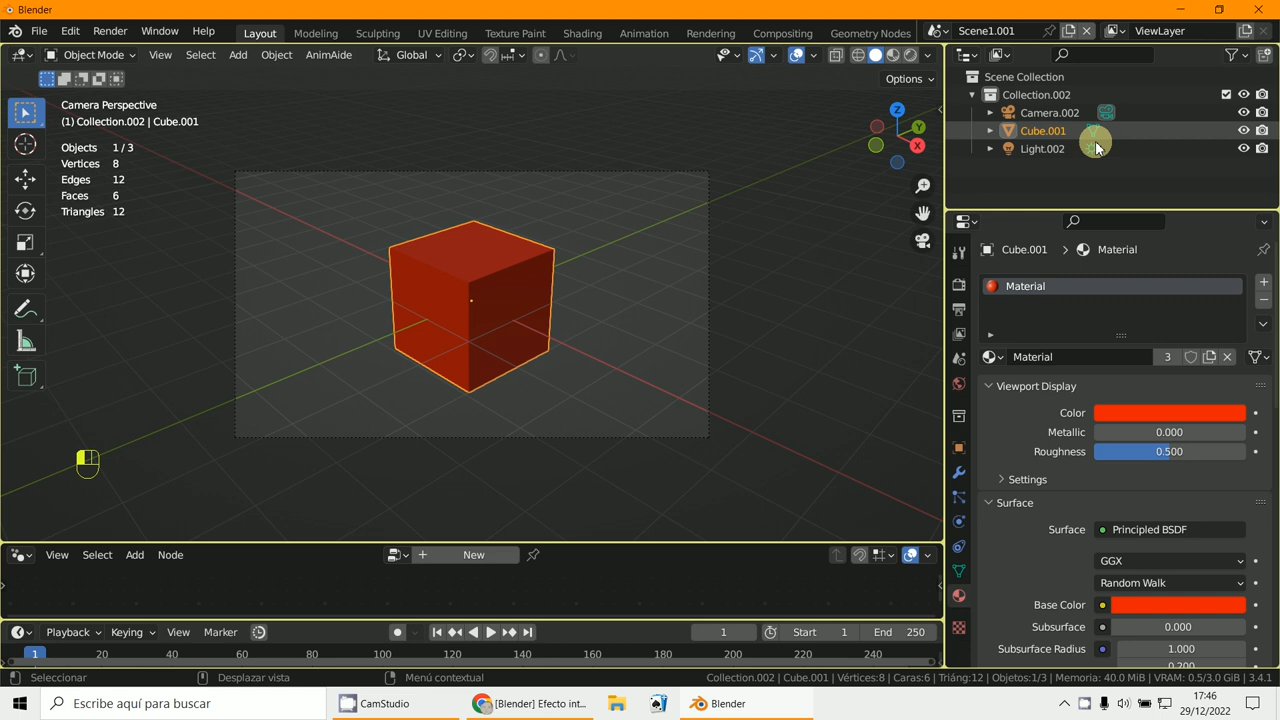 Blender
File Edit Render Window Help Layout Modeling Sculpting UV Editing Texture Paint Shading Animation Rendering Compositing Geometry Nodes Scene1.001 ViewLayer
Object Mode View Select Add Object AnimAide Global
Options
Camera Perspective
(1) Collection.002 | Cube.001
Objects 1 / 3
Vertices 8
Edges 12
Faces 6
Triangles 12
Z
Y
X
Scene Collection
Collection.002
Camera.002
Cube.001
Light.002
Cube.001 > Material
Material
Material 3
Viewport Display
Color
Metallic 0.000
Roughness 0.500
Settings
Surface
Surface Principled BSDF
GGX
Random Walk
Base Color
Subsurface 0.000
Subsurface Radius 1.000
0.200
View Select Add Node New
Playback Keying View Marker 1 Start 1 End 250
1 20 40 60 80 100 120 140 160 180 200 220 240
Seleccionar Desplazar vista Menú contextual Collection.002 | Cube.001 | Vértices:8 | Caras:6 | Triáng:12 | Objetos:1/3 | Memoria: 40.0 MiB | VRAM: 0.5/3.0 GiB | 3.4.1
Escribe aquí para buscar CamStudio [Blender] Efecto int... Blender 17:46
29/12/2022